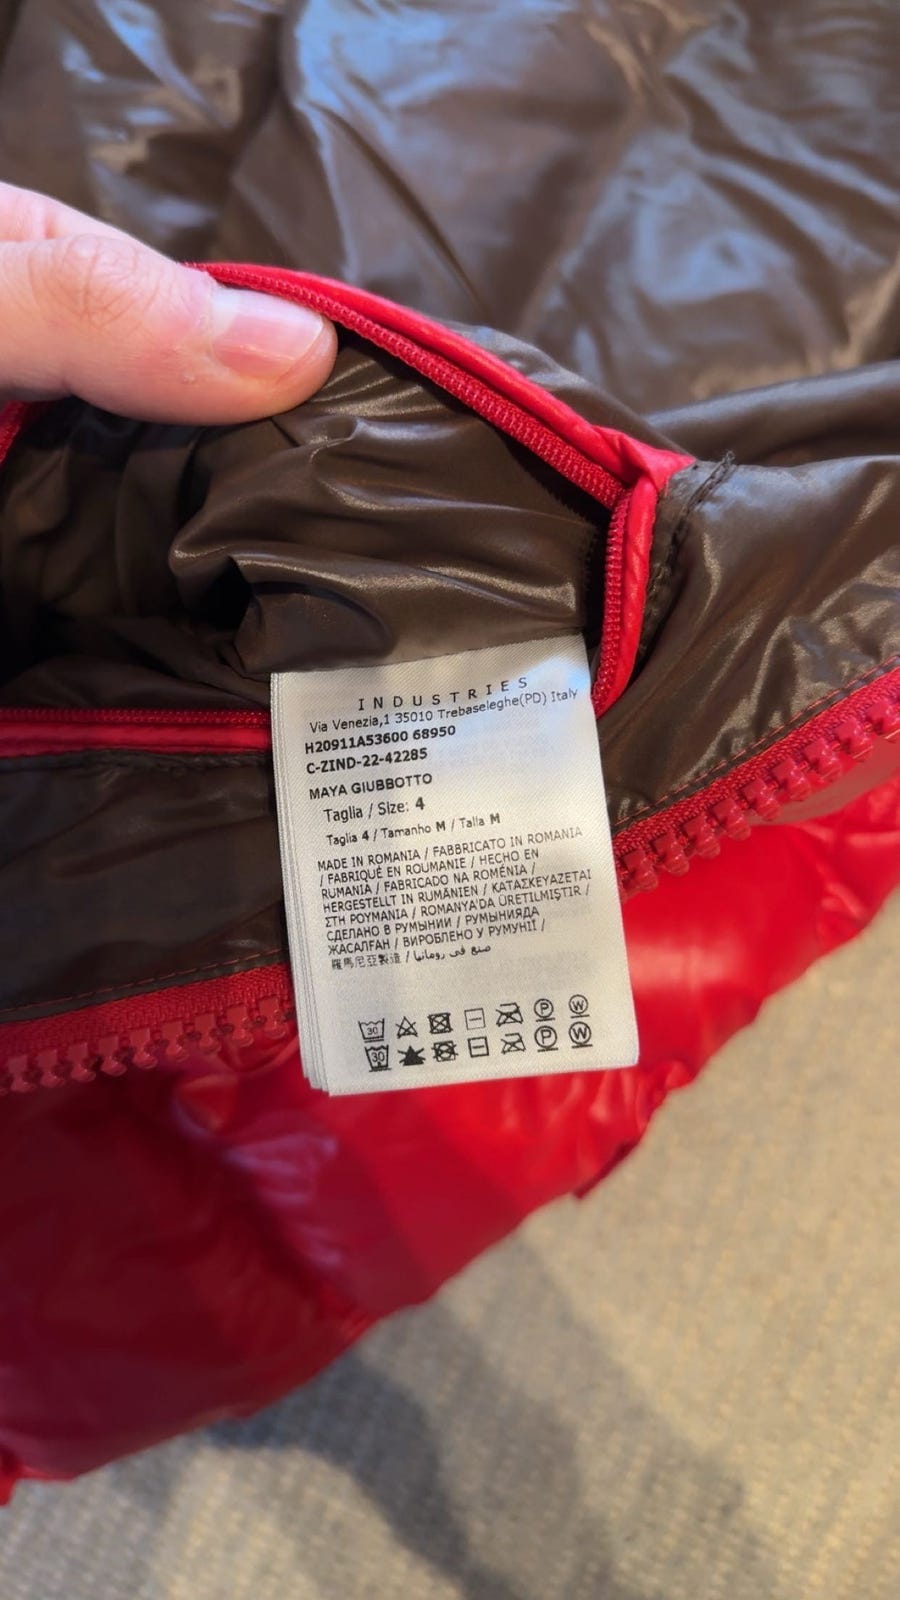 INDUSTRIES
Via Venezia,1 35010 Trebaseleghe(PD) Italy
H20911A53600 68950
C-ZIND-22-42285
MAYA GIUBBOTTO
Taglia / Size: 4
Taglia 4 / Tamanho M / Talla M
MADE IN ROMANIA / FABBRICATO IN ROMANIA
/ FABRIQUÉ EN ROUMANIE / HECHO EN
RUMANÍA / FABRICADO NA ROMÉNIA /
HERGESTELLT IN RUMÄNIEN / ΚΑΤΑΣΚΕΥΑΖΕΤΑΙ
ΣΤΗ ΡΟΥΜΑΝΙΑ / ROMANYA'DA ÜRETILMIŞTIR /
СДЕЛАНО В РУМЫНИИ / РУМЫНИЯДА
ЖАСАЛҒАН / ВИРОБЛЕНО У РУМУНІЇ /
羅馬尼亞製造 / صنع في رومانيا
30 P W
30 P W